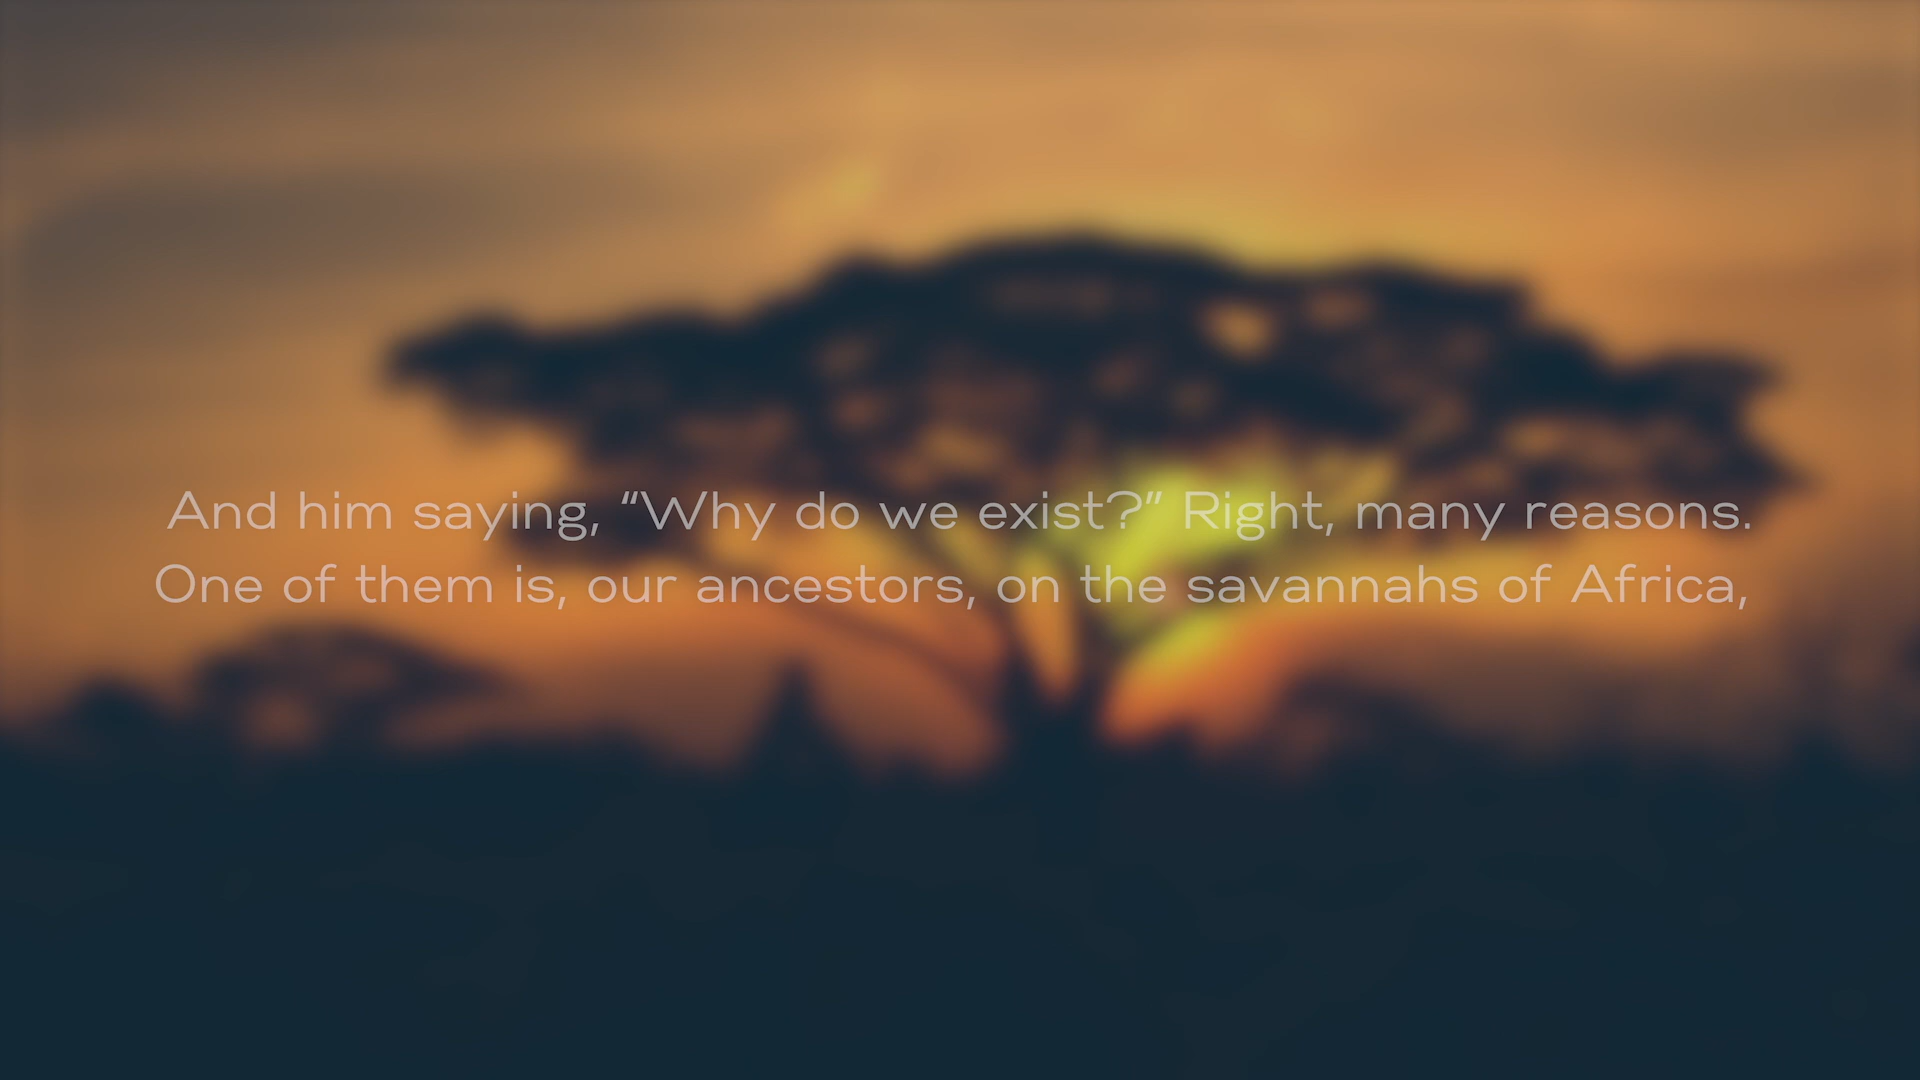 And him saying, “Why do we exist?” Right, many reasons.
One of them is, our ancestors, on the savannahs of Africa,